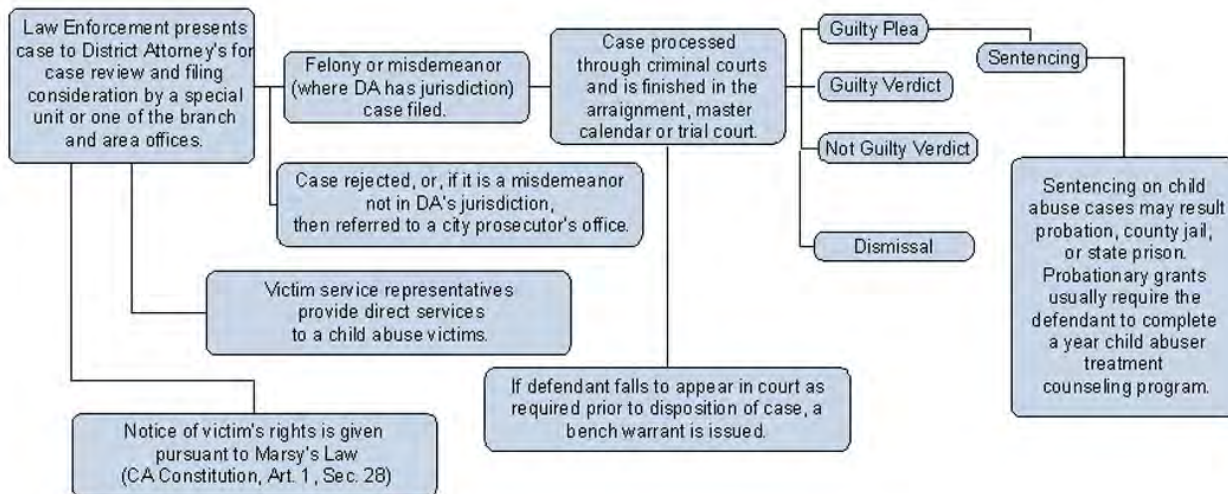 Law Enforcement presents
case to District Attorney's for
case review and filing
consideration by a special
unit or one of the branch
and area offices.
Felony or misdemeanor
(where DA has jurisdiction)
case filed.
Case rejected, or, if it is a misdemeanor
not in DA's jurisdiction,
then referred to a city prosecutor's office.
Victim service representatives
provide direct services
to a child abuse victims.
Notice of victim's rights is given
pursuant to Marsy's Law
(CA Constitution, Art. 1, Sec. 28)
Case processed
through criminal courts
and is finished in the
arraignment, master
calendar or trial court.
If defendant falls to appear in court as
required prior to disposition of case, a
bench warrant is issued.
Guilty Plea
Guilty Verdict
Not Guilty Verdict
Dismissal
Sentencing
Sentencing on child
abuse cases may result
probation, county jail,
or state prison.
Probationary grants
usually require the
defendant to complete
a year child abuser
treatment
counseling program.